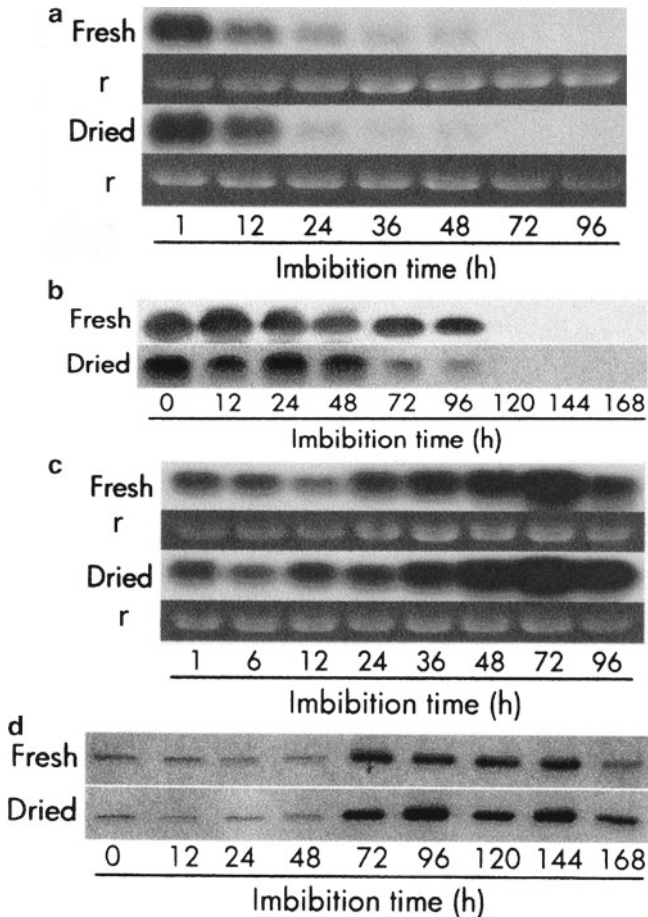 a
Fresh
r
Dried
r
1 12 24 36 48 72 96
Imbibition time (h)
b
Fresh
Dried
0 12 24 48 72 96 120 144 168
Imbibition time (h)
c
Fresh
r
Dried
r
1 6 12 24 36 48 72 96
Imbibition time (h)
d
Fresh
Dried
0 12 24 48 72 96 120 144 168
Imbibition time (h)